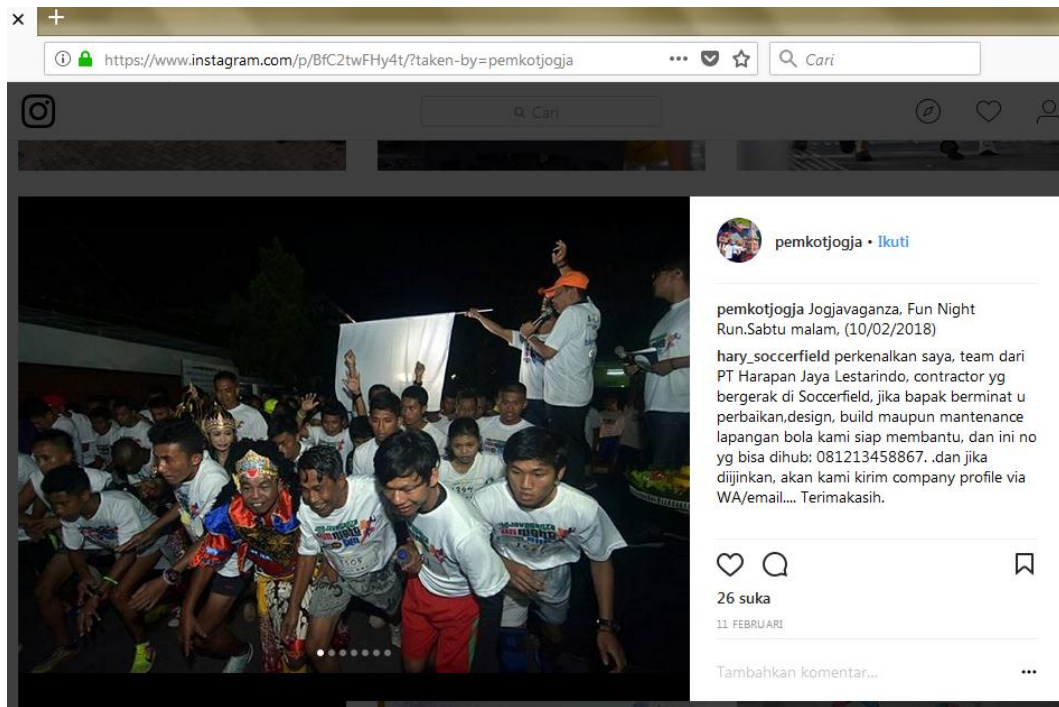 https://www.instagram.com/p/BfC2twFHy4t/?taken-by=pemkotjogja
Cari
Cari
pemkotjogja • Ikuti
pemkotjogja Jogjavaganza, Fun Night
Run.Sabtu malam, (10/02/2018)
hary_soccerfield perkenalkan saya, team dari
PT Harapan Jaya Lestarindo, contractor yg
bergerak di Soccerfield, jika bapak berminat u
perbaikan,design, build maupun mantenance
lapangan bola kami siap membantu, dan ini no
yg bisa dihub: 081213458867. .dan jika
diijinkan, akan kami kirim company profile via
WA/email.... Terimakasih.
26 suka
11 FEBRUARI
Tambahkan komentar...